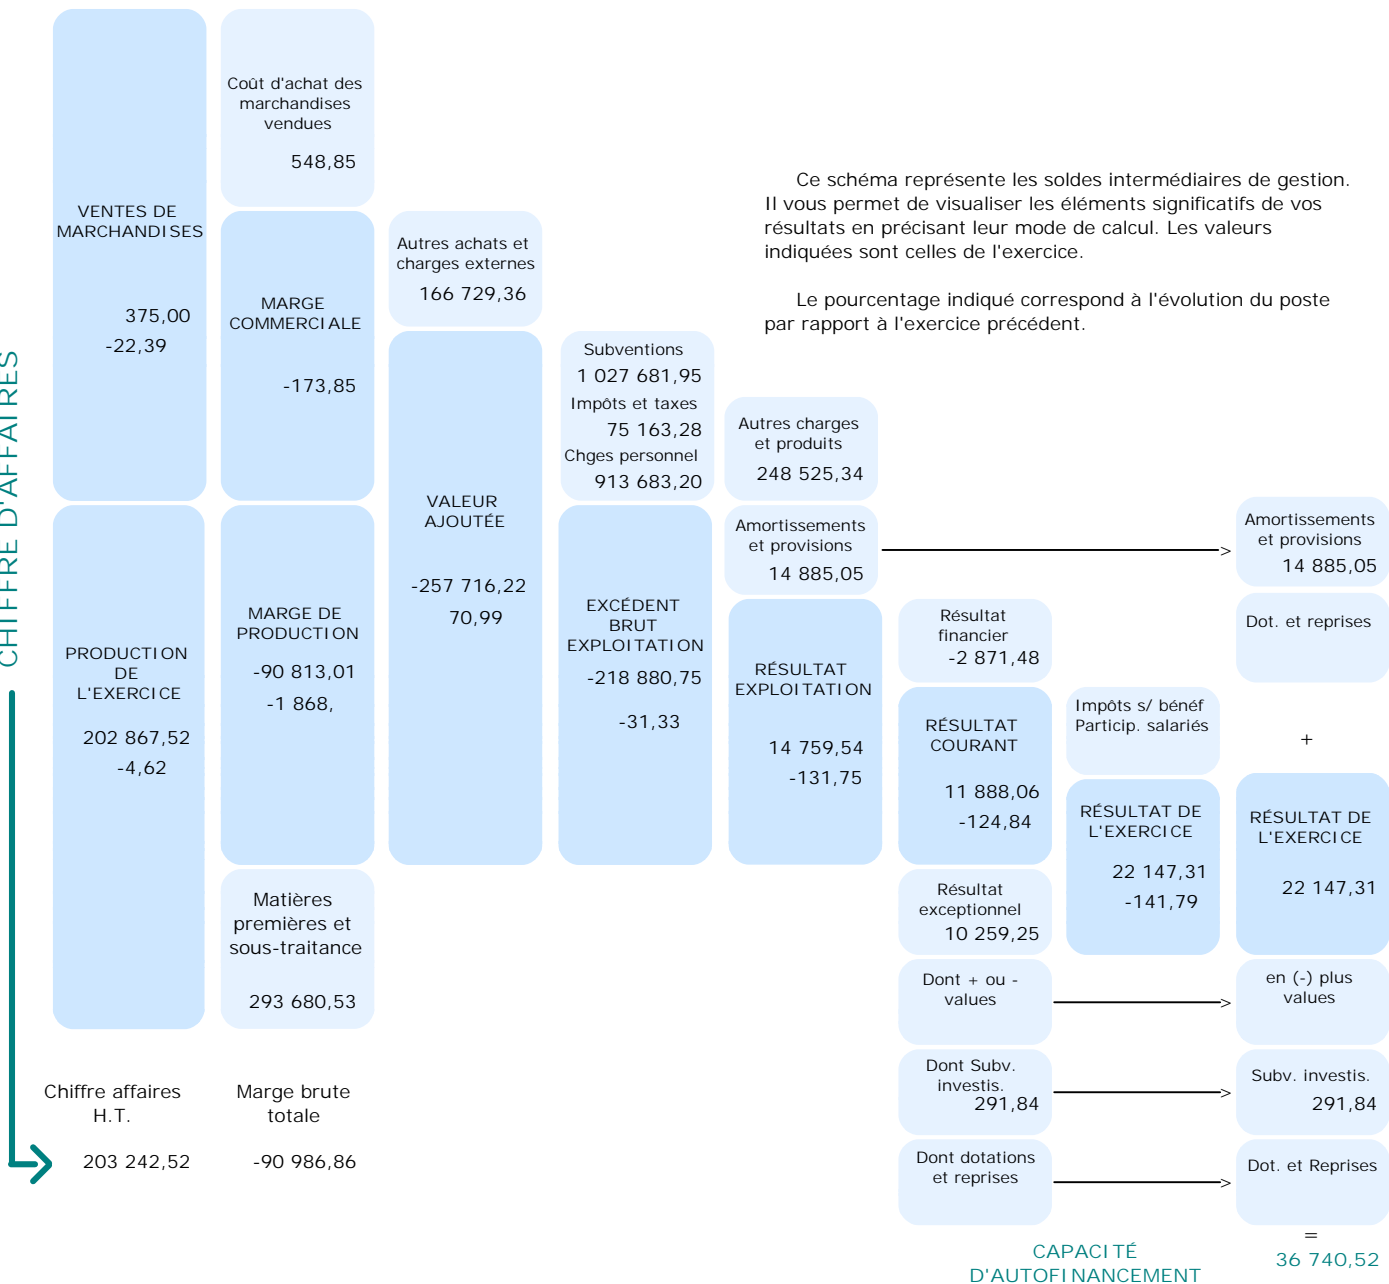 CHIFFRE D'AFFAIRES
VENTES DE
MARCHANDISES
375,00
-22,39
PRODUCTION
DE
L'EXERCICE
202 867,52
-4,62
Chiffre affaires
H.T.
203 242,52
Coût d'achat des
marchandises
vendues
548,85
MARGE
COMMERCIALE
-173,85
MARGE DE
PRODUCTION
-90 813,01
-1 868,
Matières
premières et
sous-traitance
293 680,53
Marge brute
totale
-90 986,86
Autres achats et
charges externes
166 729,36
VALEUR
AJOUTÉE
-257 716,22
70,99
Subventions
1 027 681,95
Impôts et taxes
75 163,28
Chges personnel
913 683,20
EXCÉDENT
BRUT
EXPLOITATION
-218 880,75
-31,33
Ce schéma représente les soldes intermédiaires de gestion.
Il vous permet de visualiser les éléments significatifs de vos
résultats en précisant leur mode de calcul. Les valeurs
indiquées sont celles de l'exercice.
Le pourcentage indiqué correspond à l'évolution du poste
par rapport à l'exercice précédent.
Autres charges
et produits
248 525,34
Amortissements
et provisions
14 885,05
RÉSULTAT
EXPLOITATION
14 759,54
-131,75
Résultat
financier
-2 871,48
RÉSULTAT
COURANT
11 888,06
-124,84
Résultat
exceptionnel
10 259,25
Dont + ou -
values
Dont Subv.
investis.
291,84
Dont dotations
et reprises
Impôts s/ bénéf
Particip. salariés
RÉSULTAT DE
L'EXERCICE
22 147,31
-141,79
Amortissements
et provisions
14 885,05
Dot. et reprises
+
RÉSULTAT DE
L'EXERCICE
22 147,31
en (-) plus
values
Subv. investis.
291,84
Dot. et Reprises
=
CAPACITÉ
D'AUTOFINANCEMENT
36 740,52